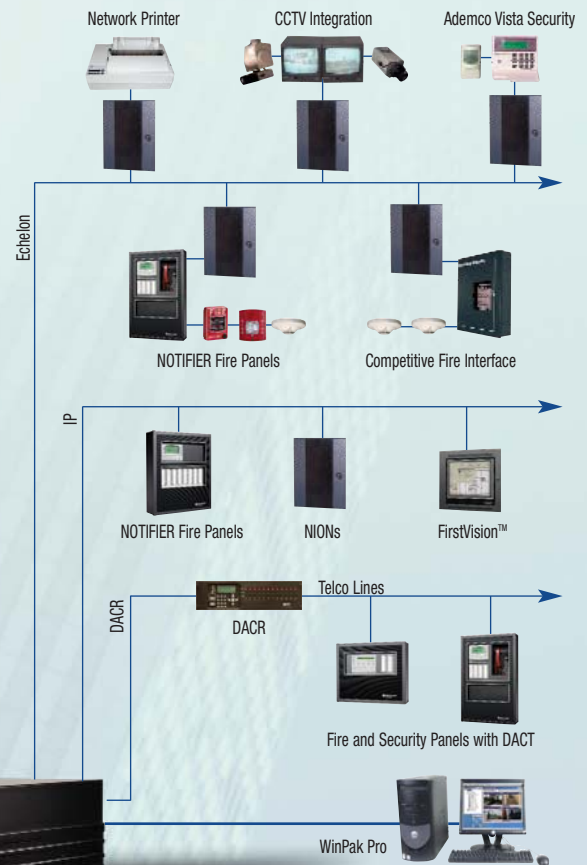 Network Printer
CCTV Integration
Ademco Vista Security
Echelon
NOTIFIER Fire Panels
Competitive Fire Interface
IP
NOTIFIER Fire Panels
NIONs
FirstVision™
DACR
Telco Lines
DACR
Fire and Security Panels with DACT
WinPak Pro